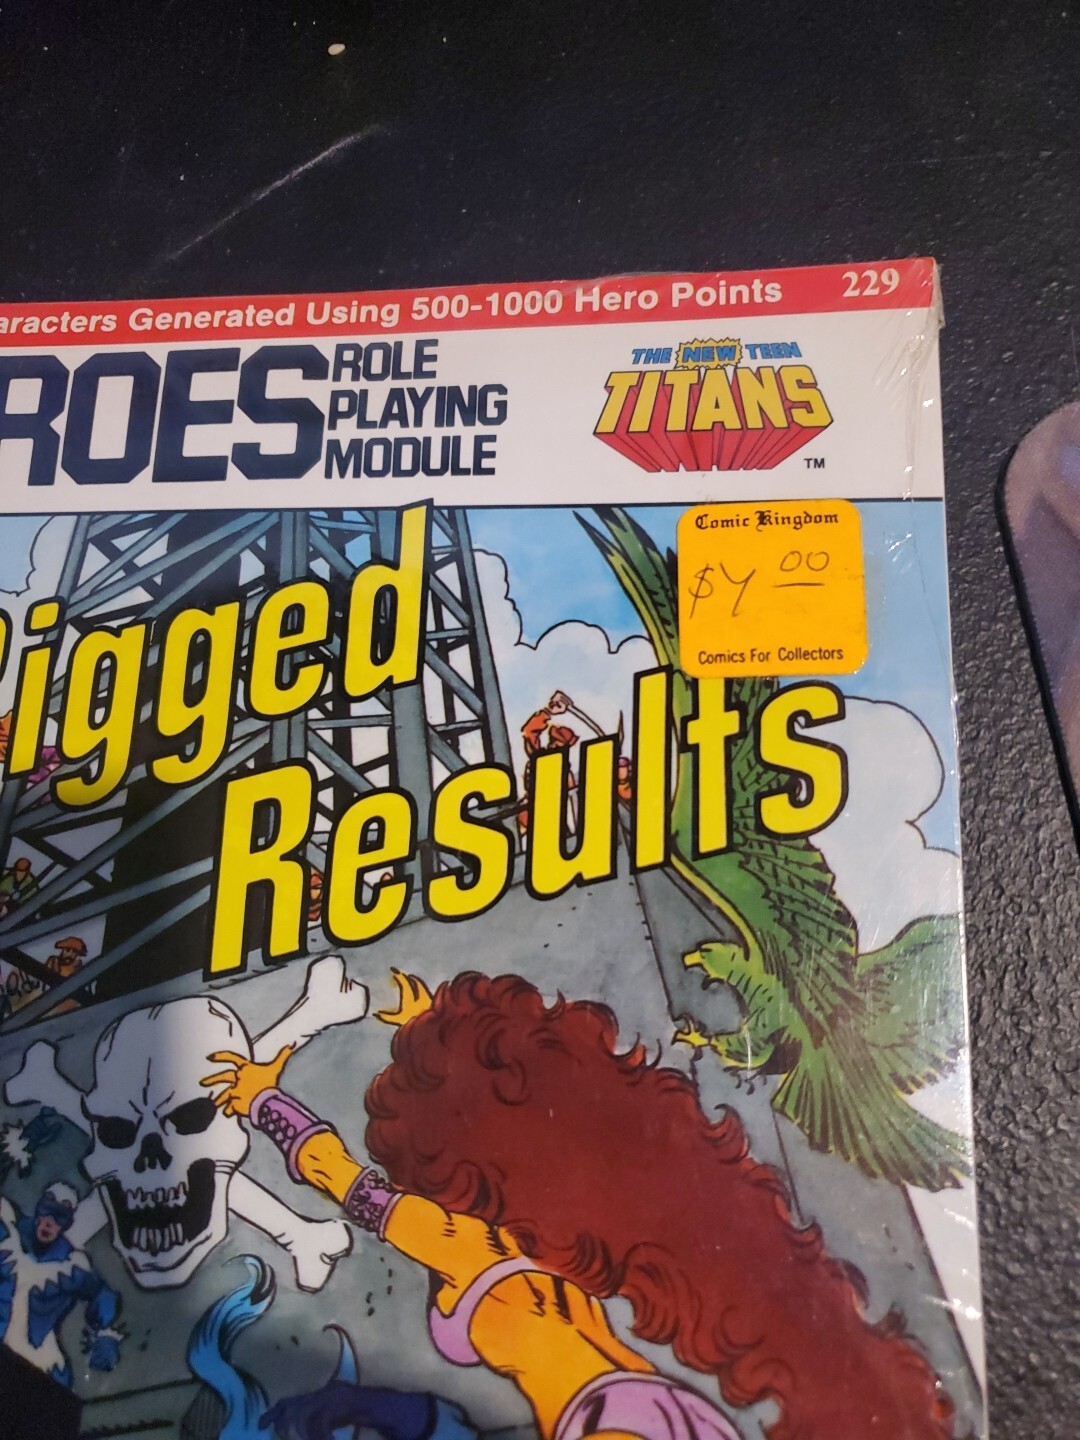 aracters Generated Using 500-1000 Hero Points 229
ROES ROLE
PLAYING
MODULE
THE NEW TEEN
TITANS
TM
Comic Kingdom
$4 00
Comics For Collectors
Rigged
Results